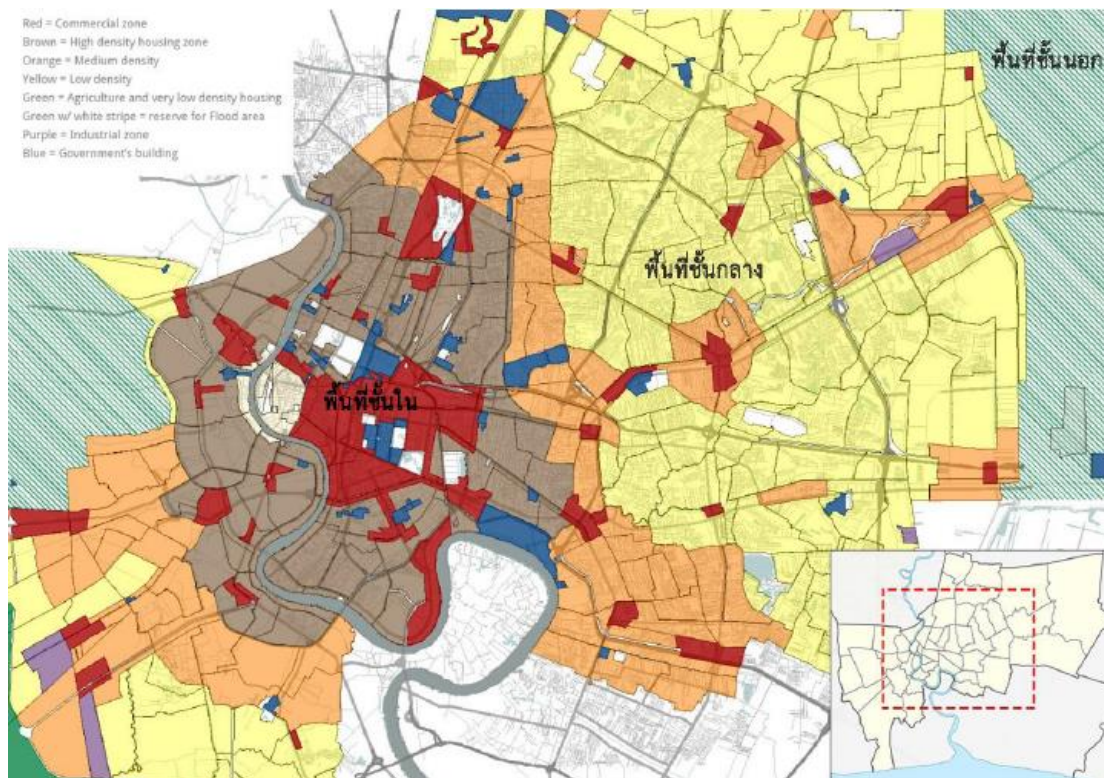 Red = Commercial zone
Brown = High density housing zone
Orange = Medium density
Yellow = Low density
Green = Agriculture and very low density housing
Green w/ white stripe = reserve for Flood area
Purple = Industrial zone
Blue = Government's building
พื้นที่ชั้นนอก
พื้นที่ชั้นกลาง
พื้นที่ชั้นใน